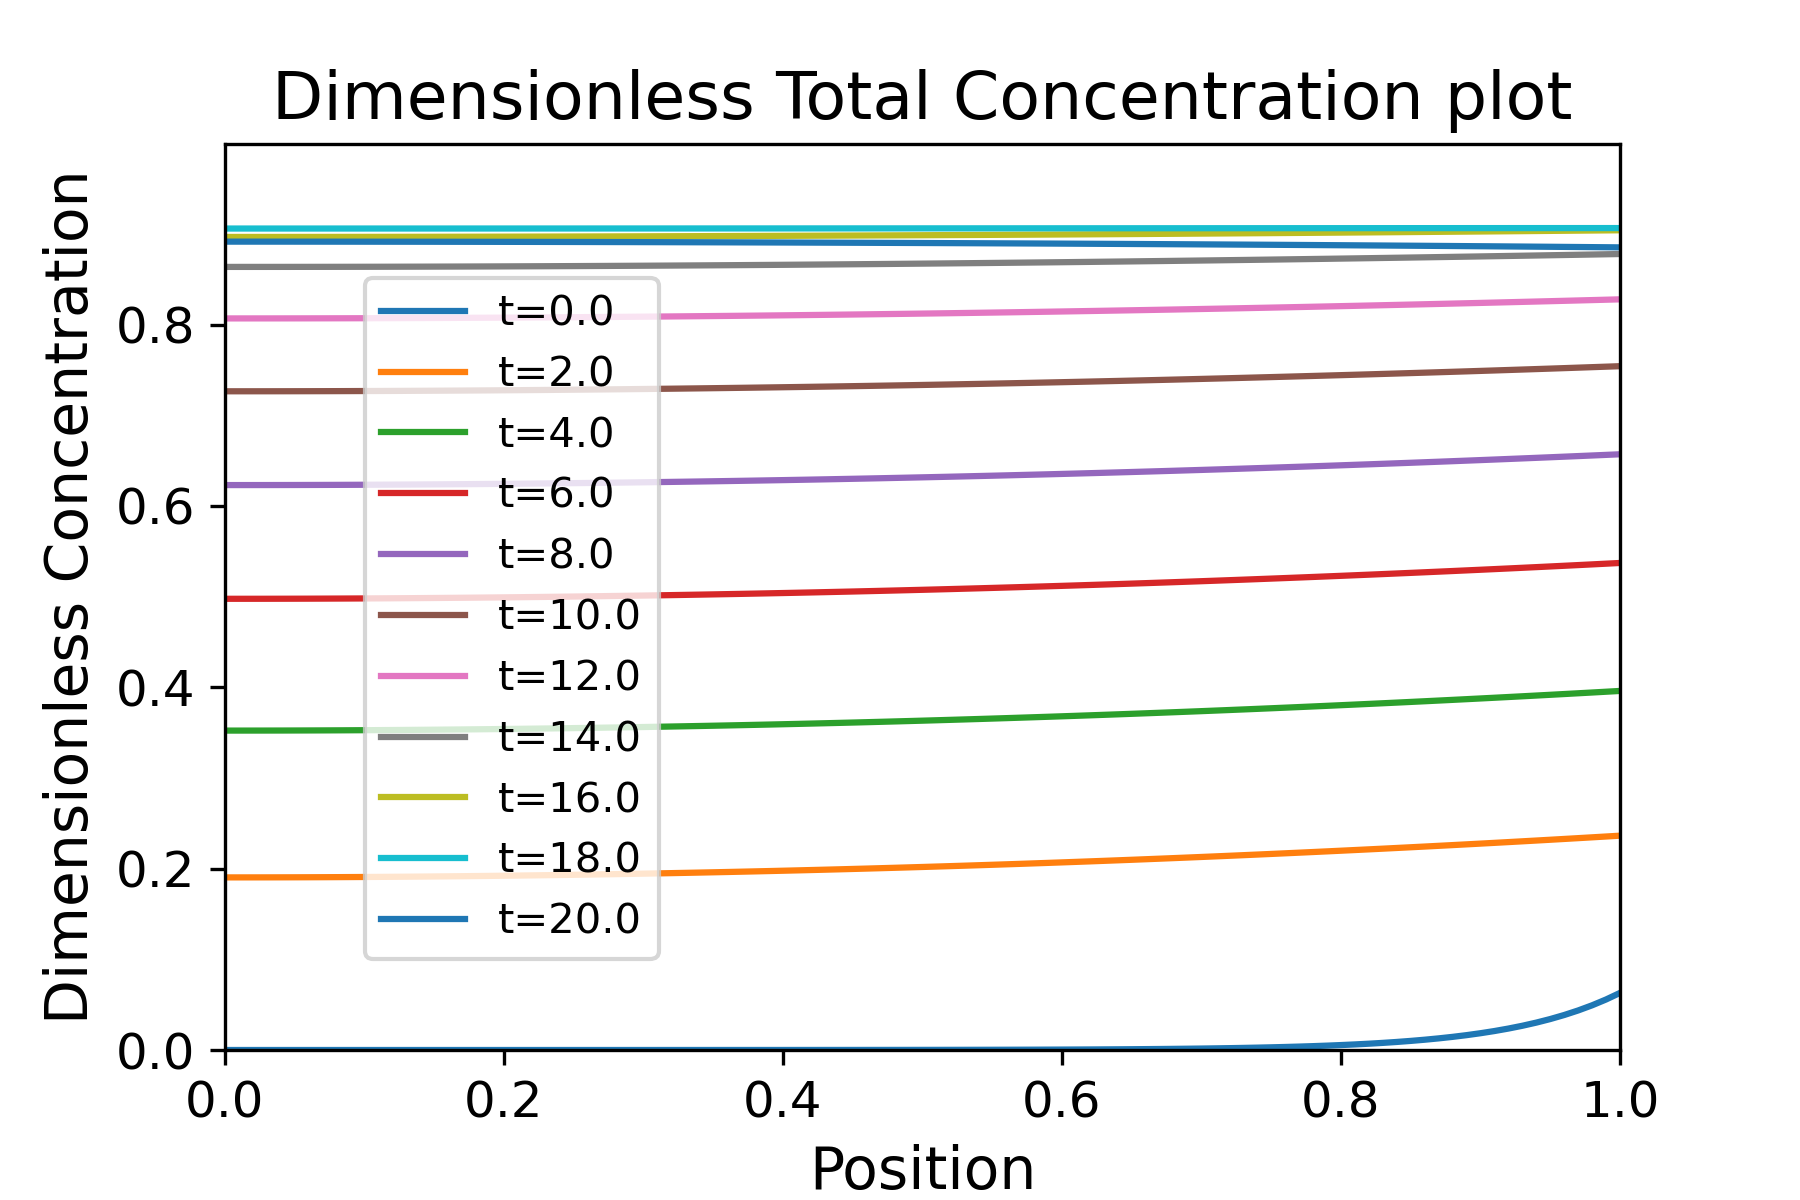 Dimensionless Total Concentration plot
Dimensionless Concentration
0.8
0.6
0.4
0.2
0.0
t=0.0
t=2.0
t=4.0
t=6.0
t=8.0
t=10.0
t=12.0
t=14.0
t=16.0
t=18.0
t=20.0
0.0 0.2 0.4 0.6 0.8 1.0
Position